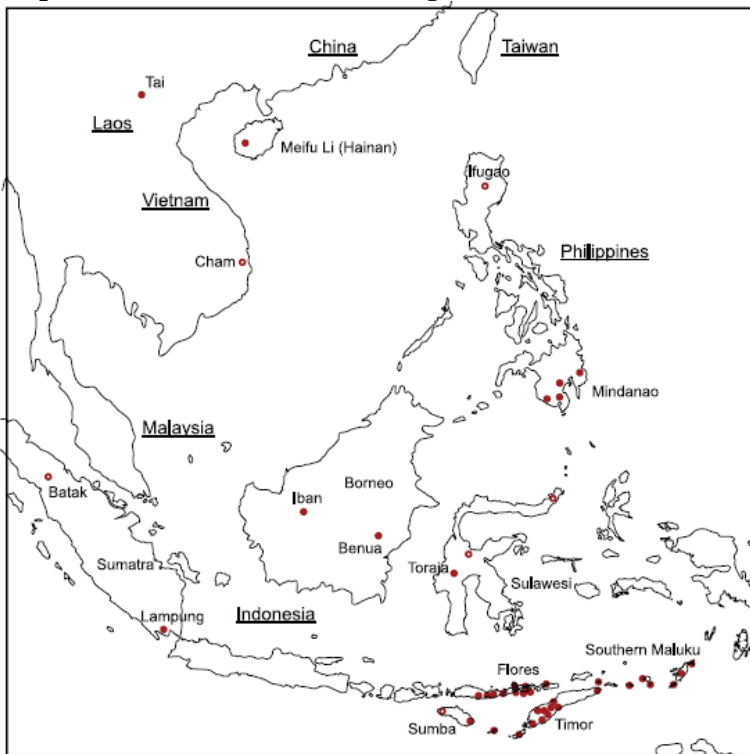 China
Taiwan
Tai
Laos
Meifu Li (Hainan)
Ifugao
Vietnam
Philippines
Cham
Mindanao
Malaysia
Batak
Iban
Borneo
Benua
Toraja
Sumatra
Sulawesi
Lampung
Indonesia
Southern Maluku
Flores
Sumba
Timor